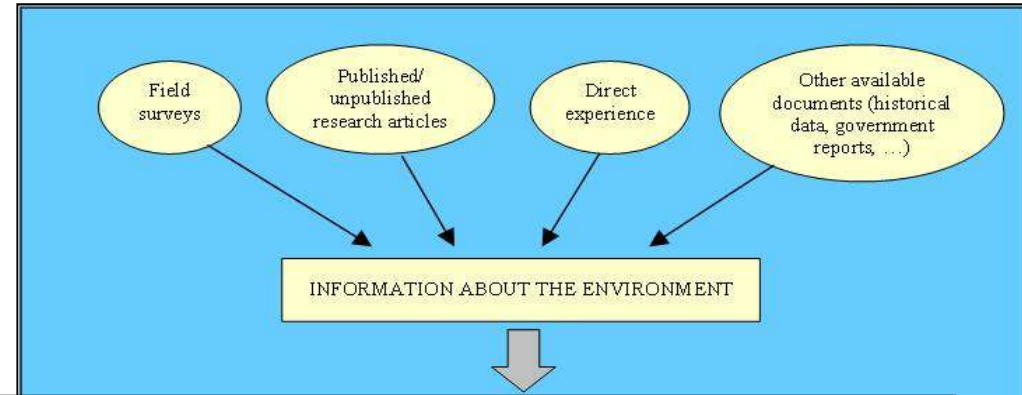 Field
surveys
Published/
unpublished
research articles
Direct
experience
Other available
documents (historical
data, government
reports, …)
INFORMATION ABOUT THE ENVIRONMENT